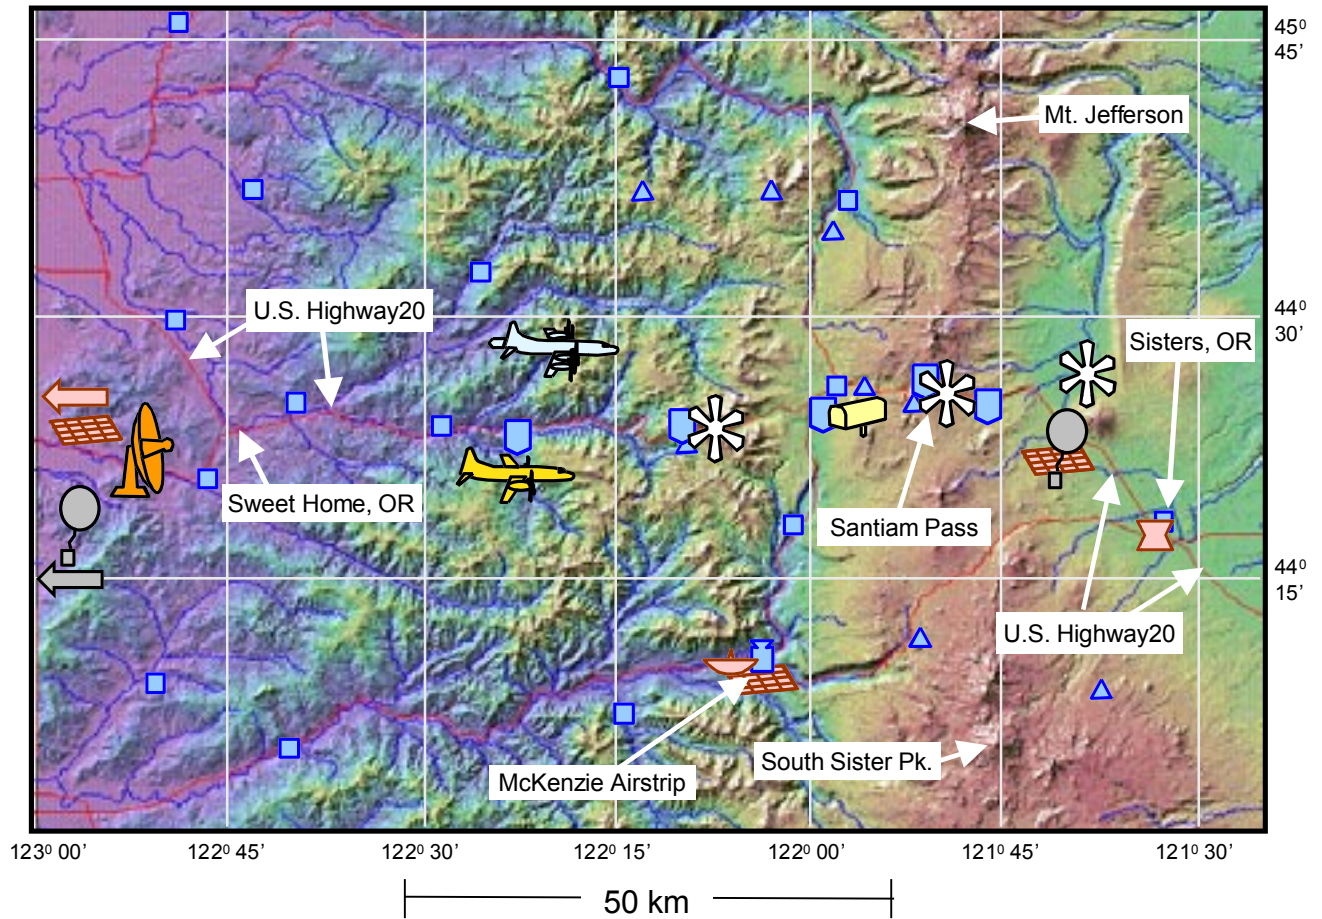 45⁰
45’
Mt. Jefferson
U.S. Highway20
44⁰
30’
Sisters, OR
Sweet Home, OR
Santiam Pass
44⁰
15’
U.S. Highway20
South Sister Pk.
McKenzie Airstrip
123⁰ 00’
122⁰ 45’
122⁰ 30’
122⁰ 15’
122⁰ 00’
121⁰ 45’
121⁰ 30’
50 km